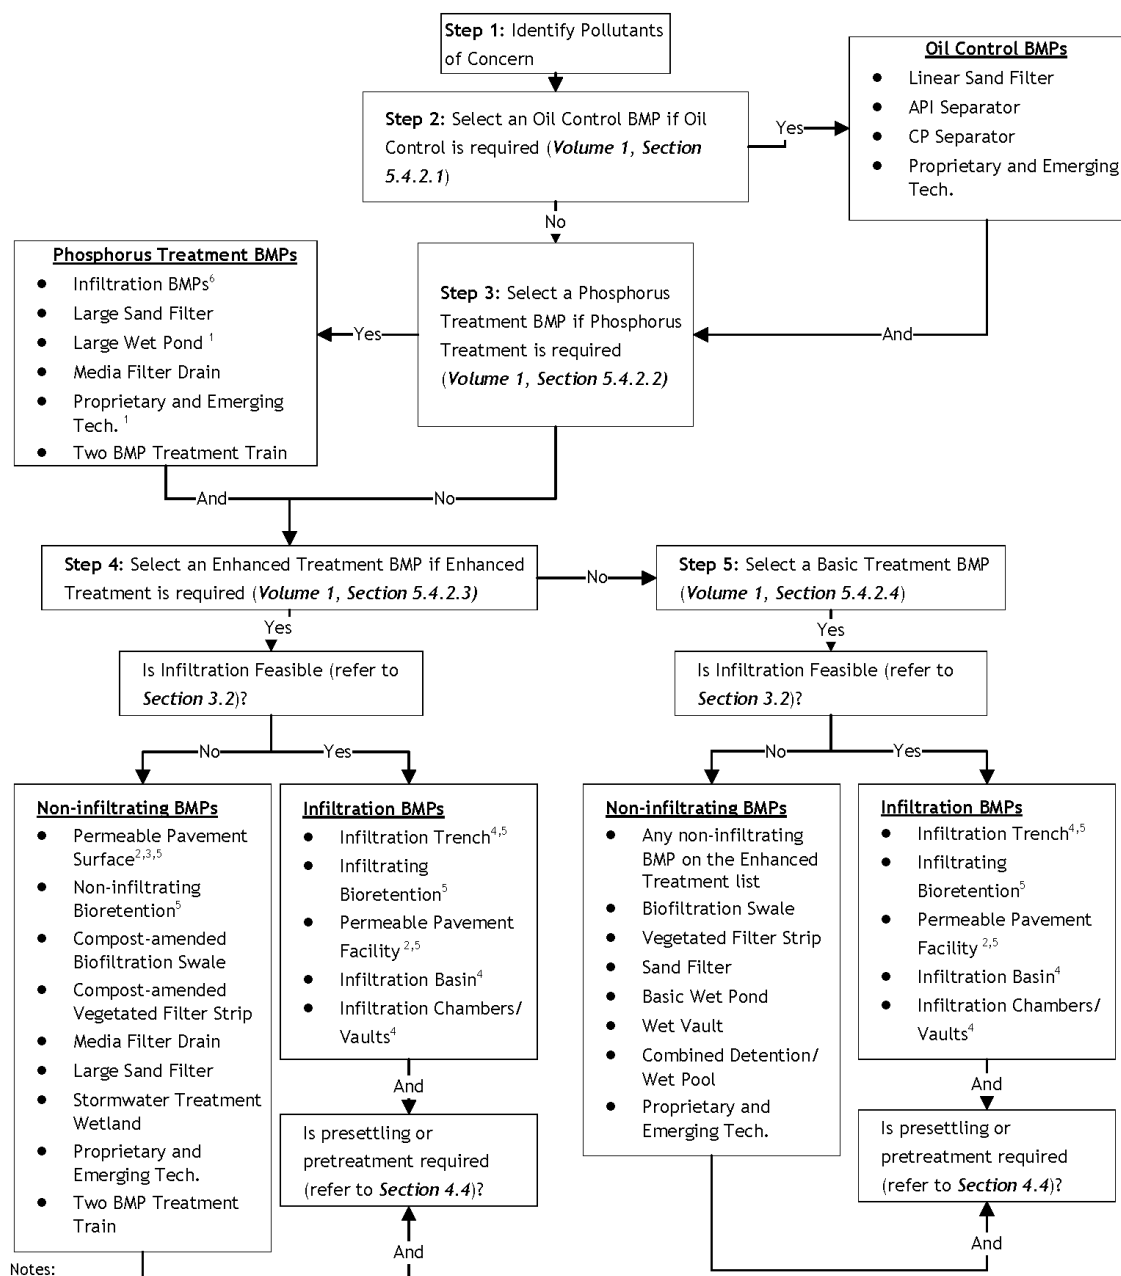 Step 1: Identify Pollutants
of Concern
Oil Control BMPs
● Linear Sand Filter
● API Separator
● CP Separator
● Proprietary and Emerging
Tech.
Step 2: Select an Oil Control BMP if Oil
Control is required (Volume 1, Section
5.4.2.1)
Yes
No
Phosphorus Treatment BMPs
● Infiltration BMPs⁶
● Large Sand Filter
● Large Wet Pond ¹
● Media Filter Drain
● Proprietary and Emerging
Tech. ¹
● Two BMP Treatment Train
Yes
Step 3: Select a Phosphorus
Treatment BMP if Phosphorus
Treatment is required
(Volume 1, Section 5.4.2.2)
And
And
No
Step 4: Select an Enhanced Treatment BMP if Enhanced
Treatment is required (Volume 1, Section 5.4.2.3)
No
Step 5: Select a Basic Treatment BMP
(Volume 1, Section 5.4.2.4)
Yes
Yes
Is Infiltration Feasible (refer to
Section 3.2)?
Is Infiltration Feasible (refer to
Section 3.2)?
No
Yes
No
Yes
Non-infiltrating BMPs
● Permeable Pavement
Surface²,³,⁵
● Non-infiltrating
Bioretention⁵
● Compost-amended
Biofiltration Swale
● Compost-amended
Vegetated Filter Strip
● Media Filter Drain
● Large Sand Filter
● Stormwater Treatment
Wetland
● Proprietary and
Emerging Tech.
● Two BMP Treatment
Train
Infiltration BMPs
● Infiltration Trench⁴,⁵
● Infiltrating
Bioretention⁵
● Permeable Pavement
Facility ²,⁵
● Infiltration Basin⁴
● Infiltration Chambers/
Vaults⁴
And
Is presettling or
pretreatment required
(refer to Section 4.4)?
And
Non-infiltrating BMPs
● Any non-infiltrating
BMP on the Enhanced
Treatment list
● Biofiltration Swale
● Vegetated Filter Strip
● Sand Filter
● Basic Wet Pond
● Wet Vault
● Combined Detention/
Wet Pool
● Proprietary and
Emerging Tech.
Infiltration BMPs
● Infiltration Trench⁴,⁵
● Infiltrating
Bioretention⁵
● Permeable Pavement
Facility ²,⁵
● Infiltration Basin⁴
● Infiltration Chambers/
Vaults⁴
And
Is presettling or
pretreatment required
(refer to Section 4.4)?
And
Notes: